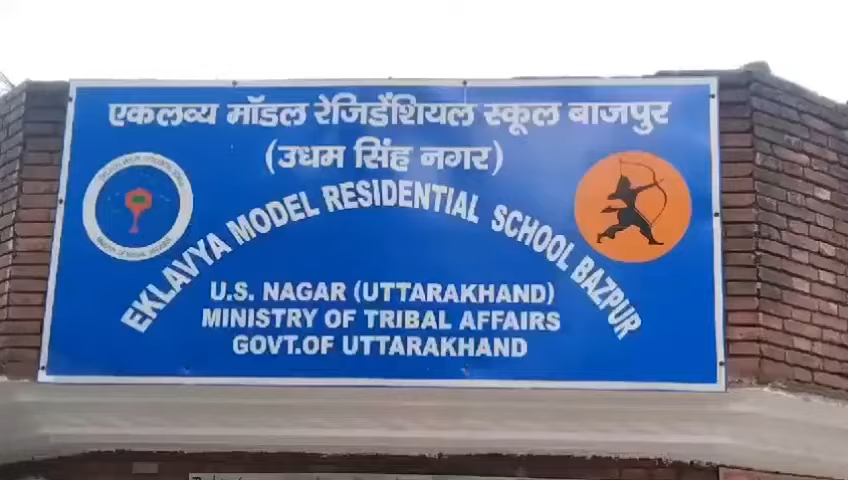 एकलव्य मॉडल रेजिडेंशियल स्कूल बाजपुर
(उधम सिंह नगर)
EKLAVYA MODEL RESIDENTIAL SCHOOL BAZPUR
U.S. NAGAR (UTTARAKHAND)
MINISTRY OF TRIBAL AFFAIRS
GOVT.OF UTTARAKHAND